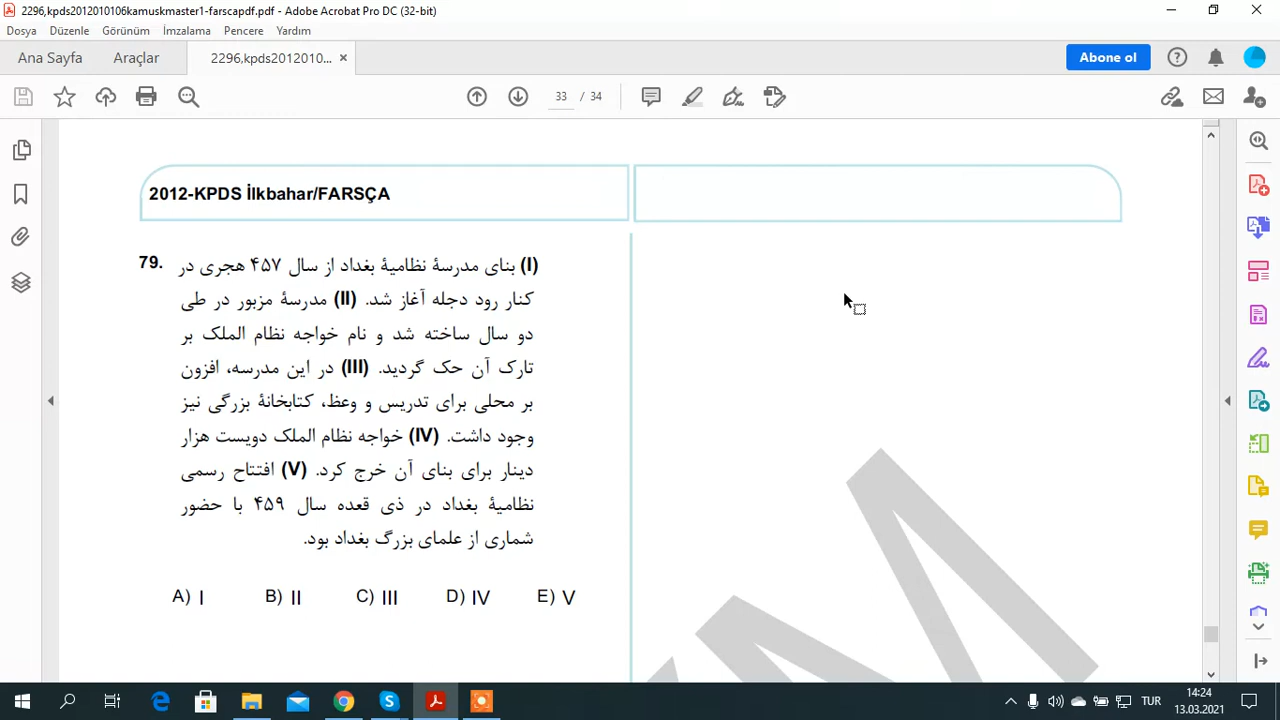 2296,kpds2012010106kamuskmaster1-farscapdf.pdf - Adobe Acrobat Pro DC (32-bit)
Dosya Düzenle Görünüm İmzalama Pencere Yardım
Ana Sayfa Araçlar 2296,kpds2012010... × Abone ol
33 / 34
2012-KPDS İlkbahar/FARSÇA
79. (I) بنای مدرسۀ نظامیۀ بغداد از سال ۴۵۷ هجری در
کنار رود دجله آغاز شد. (II) مدرسۀ مزبور در طی
دو سال ساخته شد و نام خواجه نظام الملک بر
تارک آن حک گردید. (III) در این مدرسه، افزون
بر محلی برای تدریس و وعظ، کتابخانۀ بزرگی نیز
وجود داشت. (IV) خواجه نظام الملک دویست هزار
دینار برای بنای آن خرج کرد. (V) افتتاح رسمی
نظامیۀ بغداد در ذی قعده سال ۴۵۹ با حضور
شماری از علمای بزرگ بغداد بود.
A) I B) II C) III D) IV E) V
TUR 14:24
13.03.2021